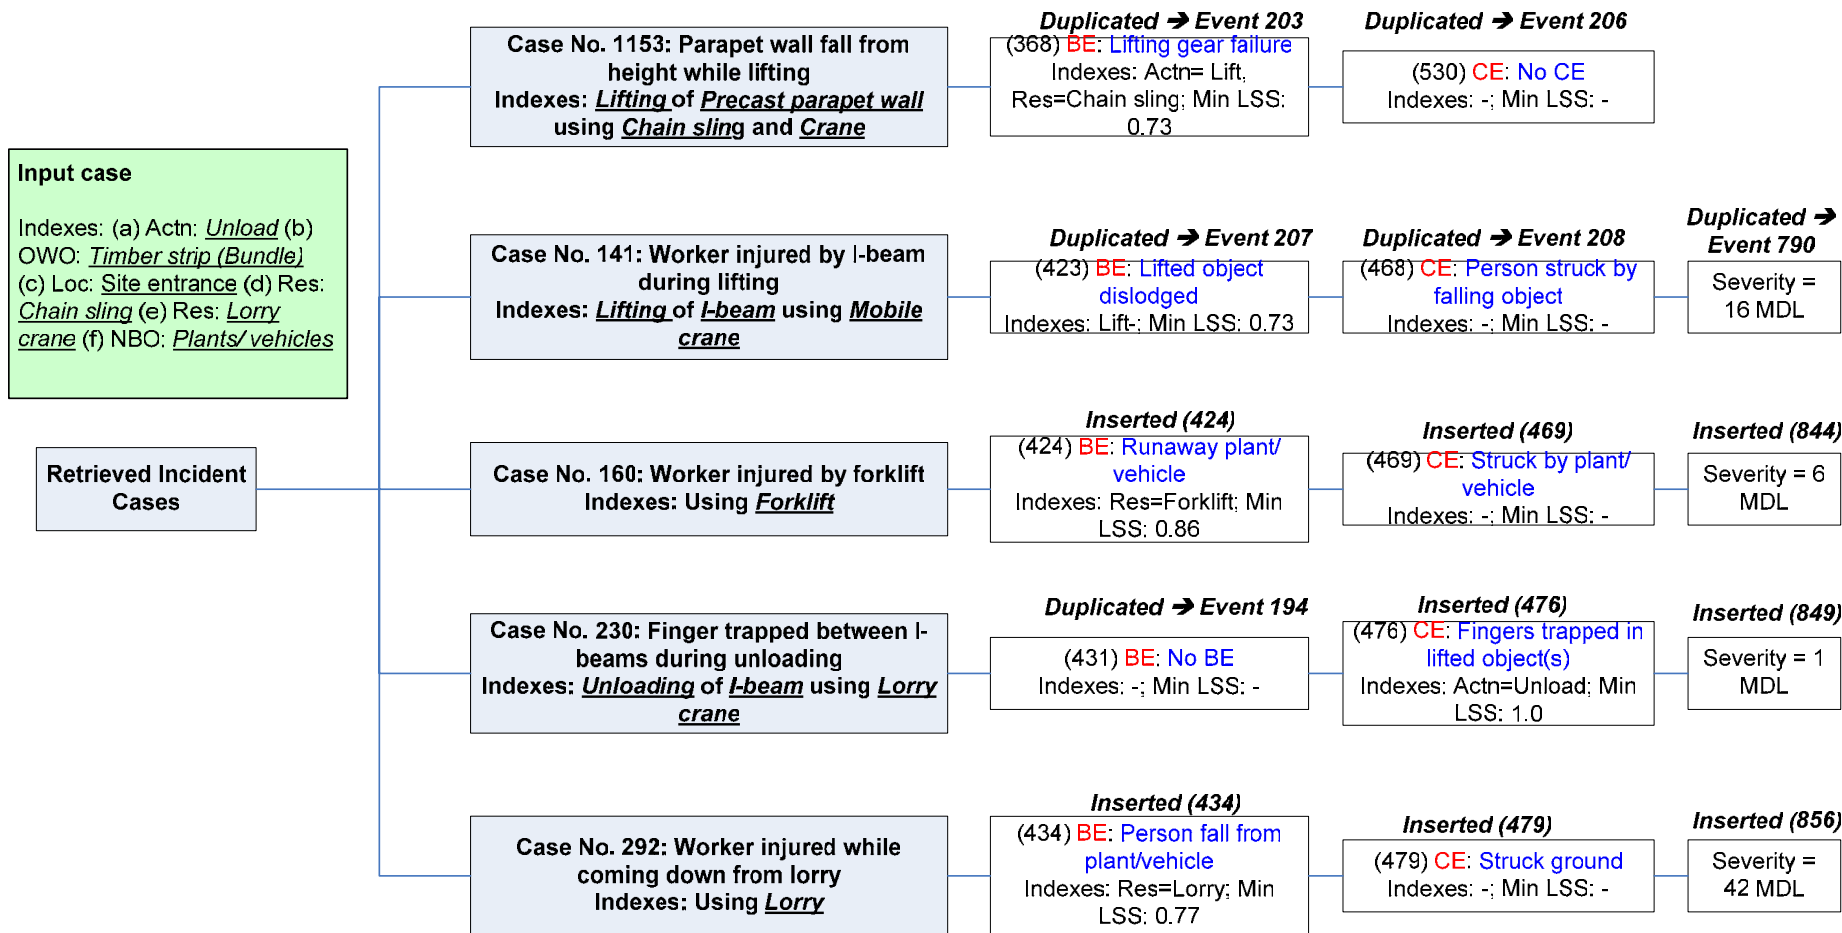 Input case
Indexes: (a) Actn: Unload (b)
OWO: Timber strip (Bundle)
(c) Loc: Site entrance (d) Res:
Chain sling (e) Res: Lorry
crane (f) NBO: Plants/ vehicles
Retrieved Incident
Cases
Case No. 1153: Parapet wall fall from
height while lifting
Indexes: Lifting of Precast parapet wall
using Chain sling and Crane
Duplicated ➔ Event 203
(368) BE: Lifting gear failure
Indexes: Actn= Lift,
Res=Chain sling; Min LSS:
0.73
Duplicated ➔ Event 206
(530) CE: No CE
Indexes: -; Min LSS: -
Case No. 141: Worker injured by I-beam
during lifting
Indexes: Lifting of I-beam using Mobile
crane
Duplicated ➔ Event 207
(423) BE: Lifted object
dislodged
Indexes: Lift-; Min LSS: 0.73
Duplicated ➔ Event 208
(468) CE: Person struck by
falling object
Indexes: -; Min LSS: -
Duplicated ➔
Event 790
Severity =
16 MDL
Case No. 160: Worker injured by forklift
Indexes: Using Forklift
Inserted (424)
(424) BE: Runaway plant/
vehicle
Indexes: Res=Forklift; Min
LSS: 0.86
Inserted (469)
(469) CE: Struck by plant/
vehicle
Indexes: -; Min LSS: -
Inserted (844)
Severity = 6
MDL
Case No. 230: Finger trapped between I-
beams during unloading
Indexes: Unloading of I-beam using Lorry
crane
Duplicated ➔ Event 194
(431) BE: No BE
Indexes: -; Min LSS: -
Inserted (476)
(476) CE: Fingers trapped in
lifted object(s)
Indexes: Actn=Unload; Min
LSS: 1.0
Inserted (849)
Severity = 1
MDL
Case No. 292: Worker injured while
coming down from lorry
Indexes: Using Lorry
Inserted (434)
(434) BE: Person fall from
plant/vehicle
Indexes: Res=Lorry; Min
LSS: 0.77
Inserted (479)
(479) CE: Struck ground
Indexes: -; Min LSS: -
Inserted (856)
Severity =
42 MDL